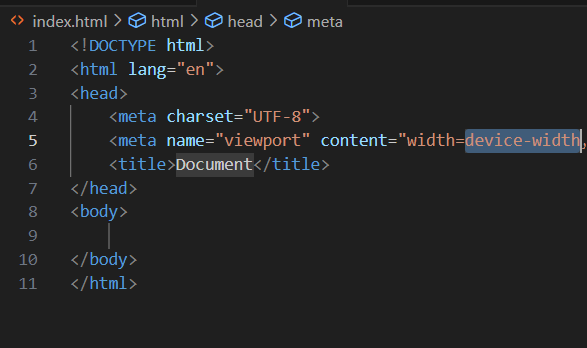 index.html > html > head > meta
1 <!DOCTYPE html>
2 <html lang="en">
3 <head>
4     <meta charset="UTF-8">
5     <meta name="viewport" content="width=device-width,
6     <title>Document</title>
7 </head>
8 <body>
9
10 </body>
11 </html>